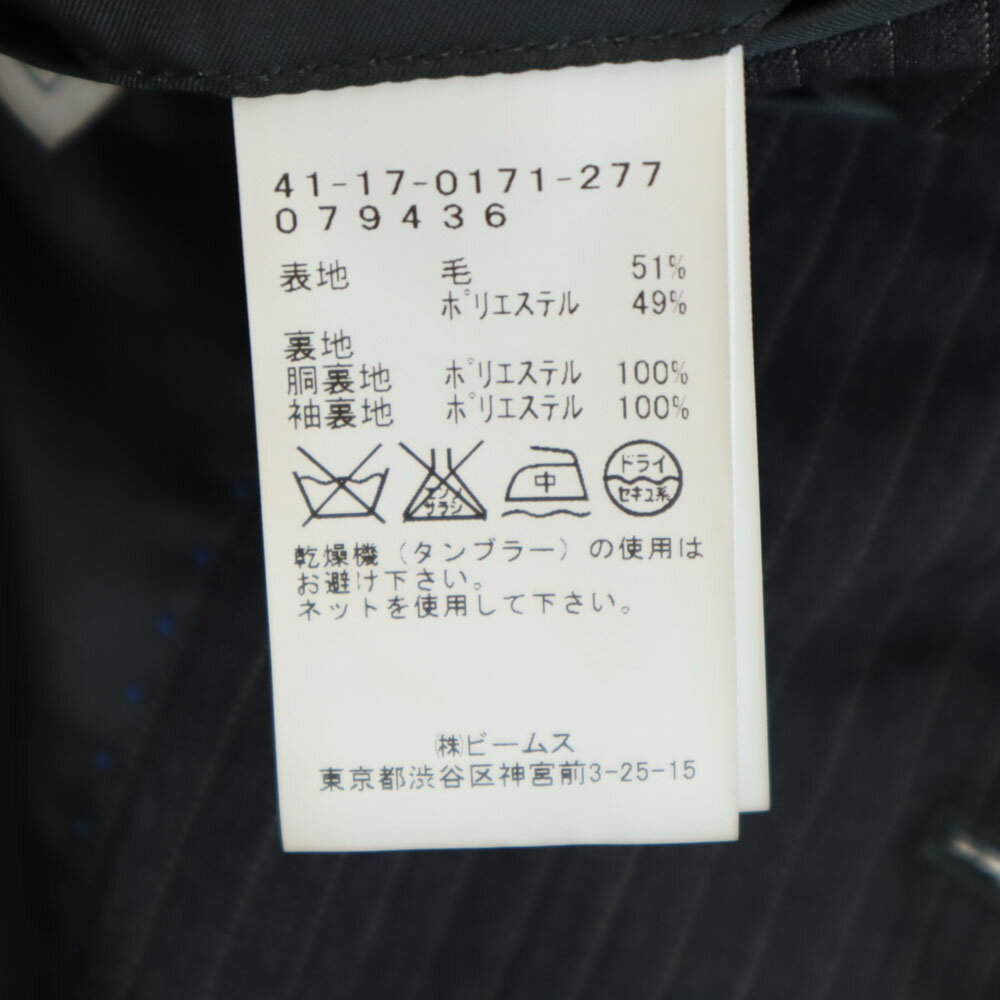 41-17-0171-277
079436
表地 毛 51%
ポリエステル 49%
裏地
胴裏地 ポリエステル 100%
袖裏地 ポリエステル 100%
エンソ
サラシ
中
ドライ
セキユ系
乾燥機（タンブラー）の使用は
お避け下さい。
ネットを使用して下さい。
㈱ビームス
東京都渋谷区神宮前3-25-15